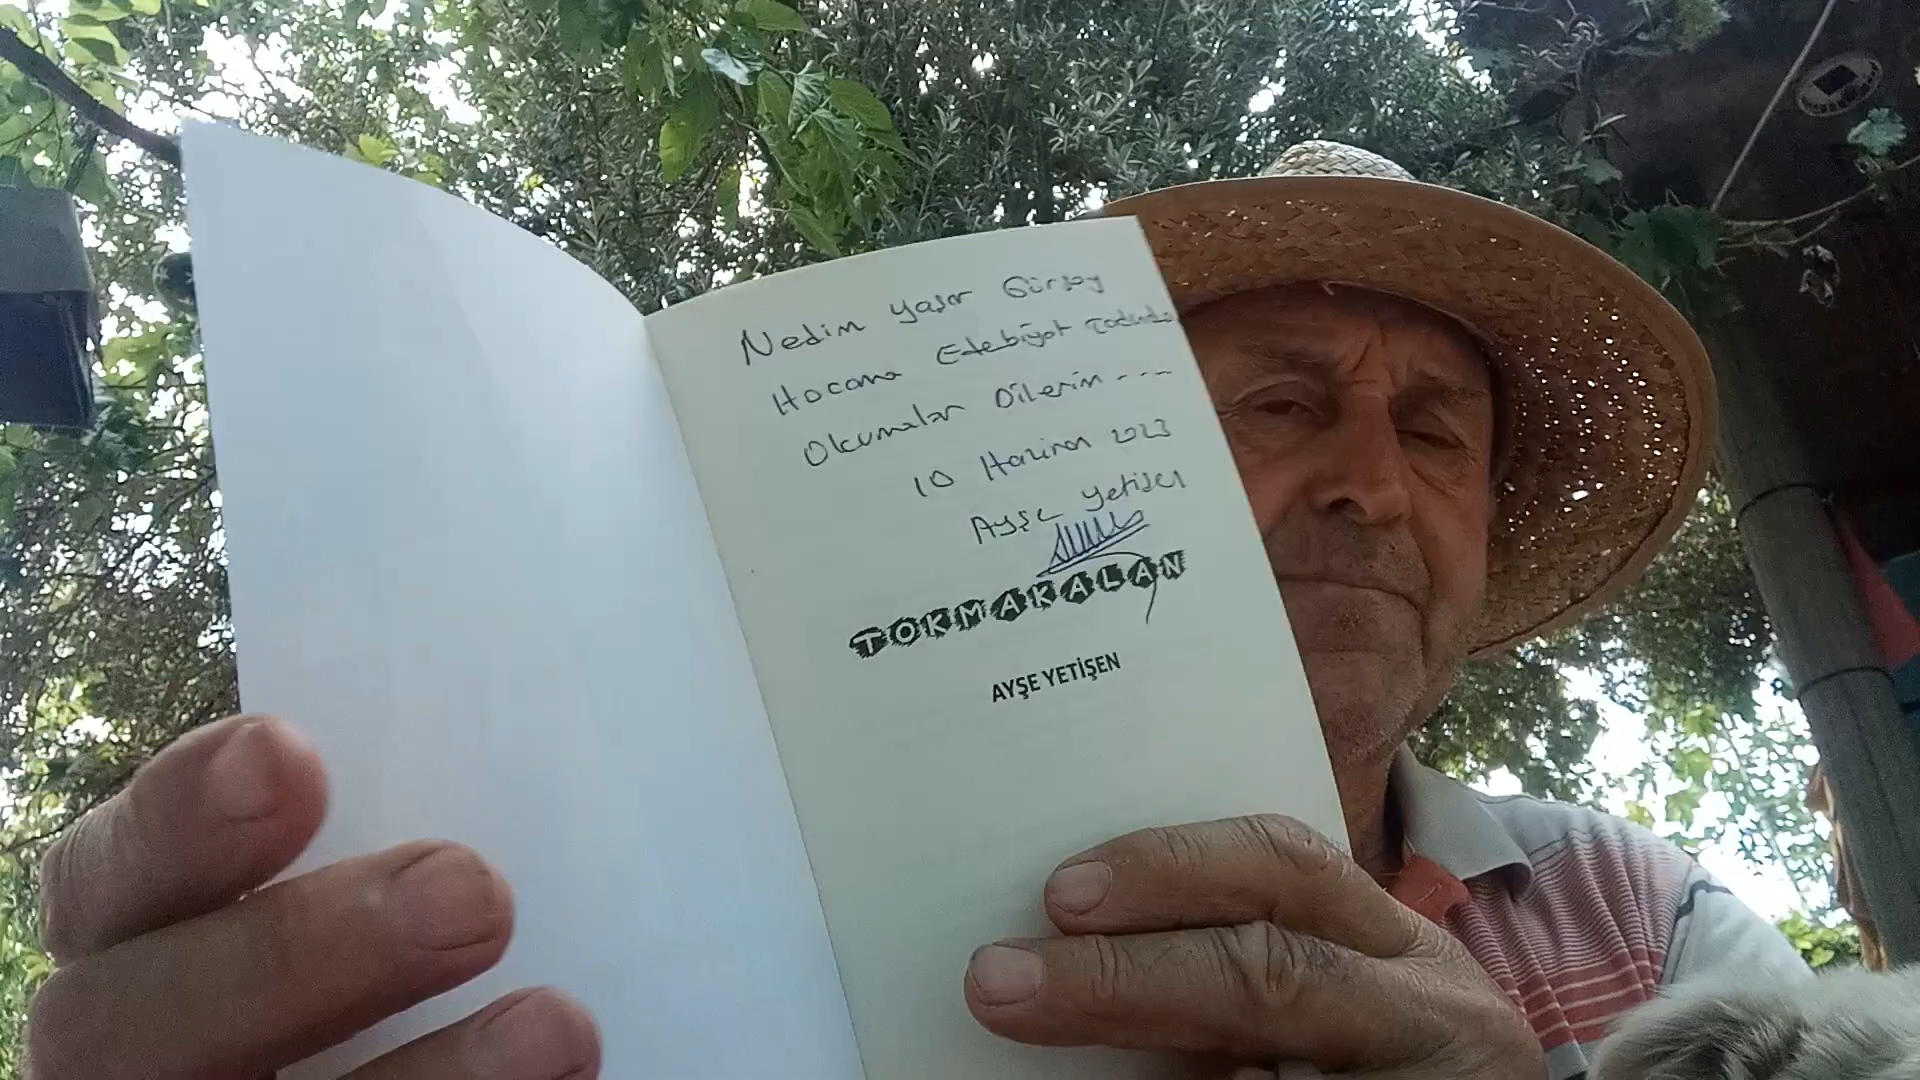 Nedim Yaşar Gürsoy
Hocama Edebiyat Tadında
Okumalar Dilerim ---
10 Haziran 2023
Ayşe Yetişen
TOKMAKALAN
AYŞE YETİŞEN